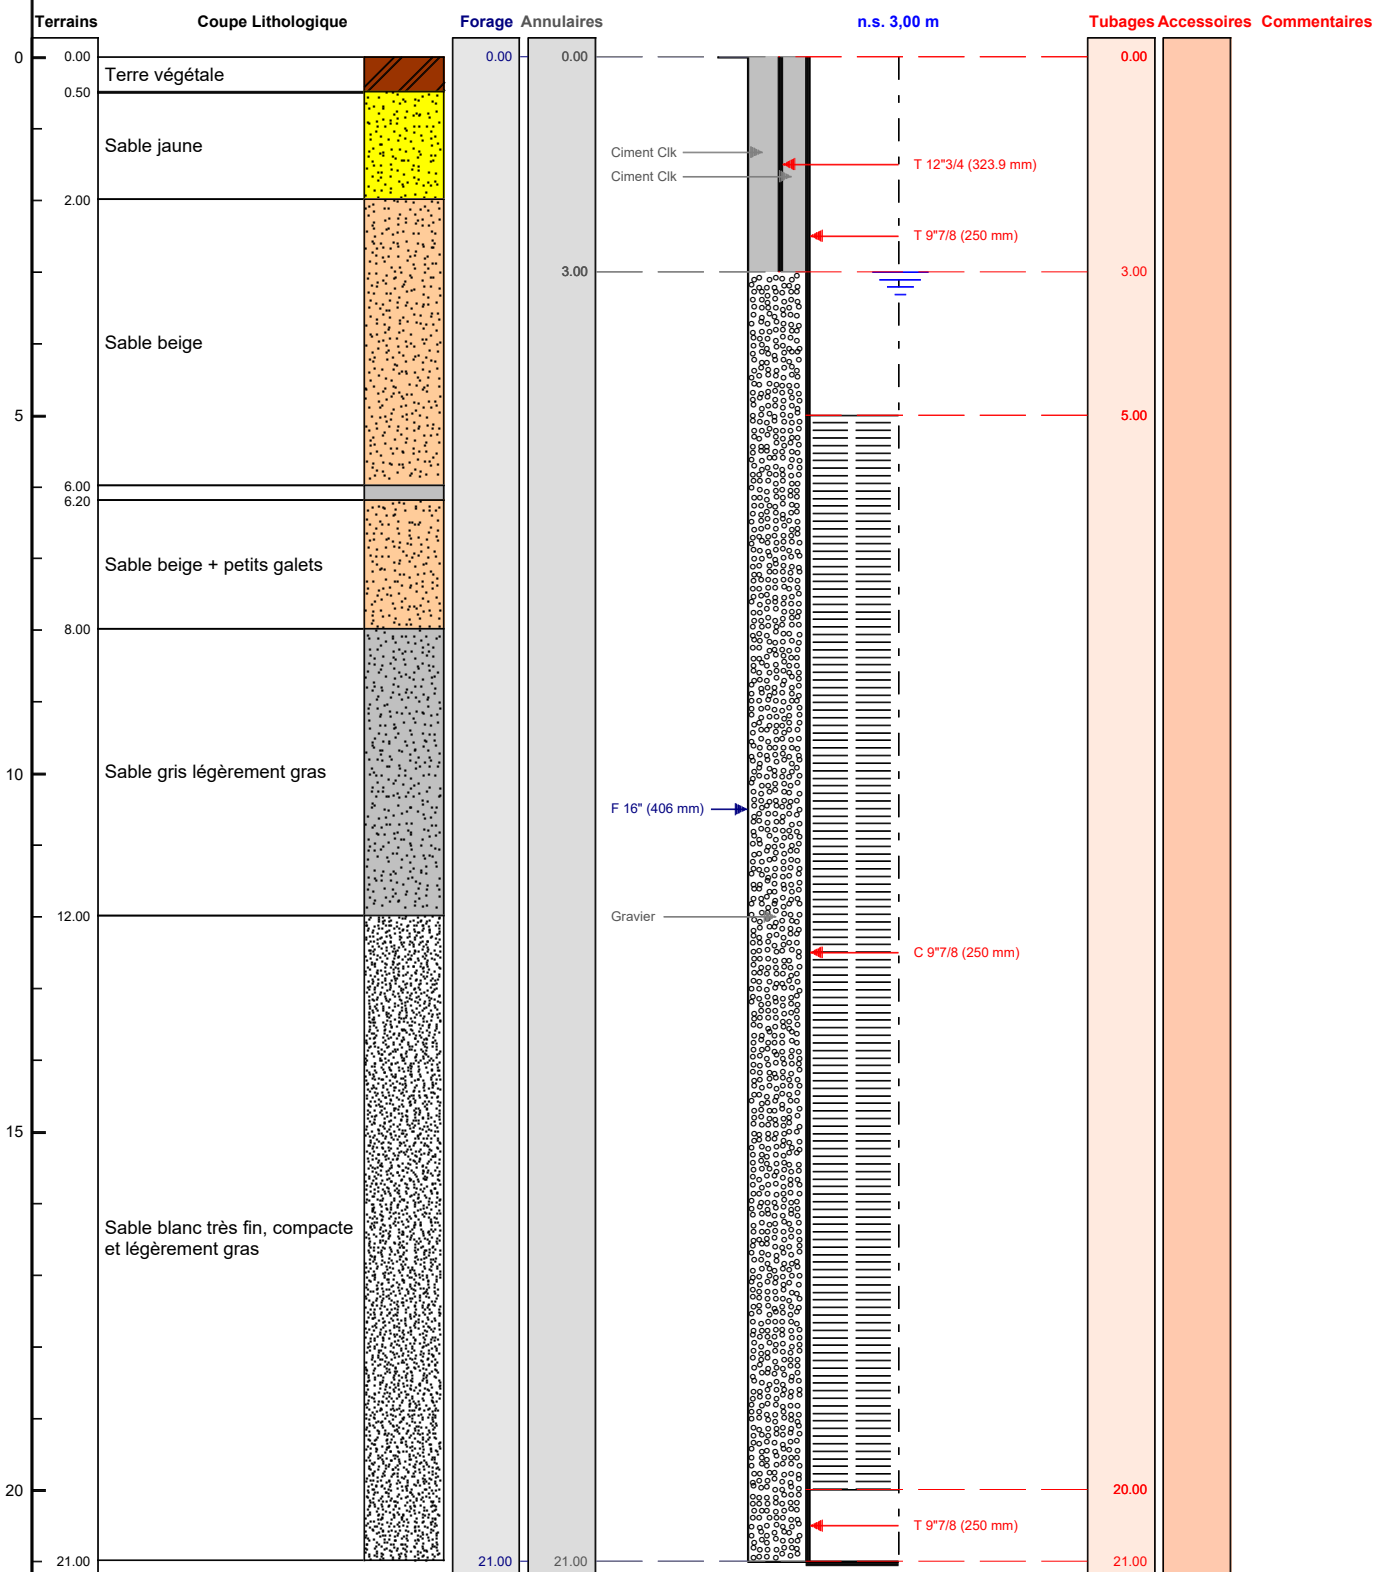 Terrains Coupe Lithologique Forage Annulaires n.s. 3,00 m Tubages Accessoires Commentaires
0 0.00 0.00 0.00 0.00
Terre végétale
0.50
Sable jaune
Ciment Clk
T 12"3/4 (323.9 mm)
Ciment Clk
2.00
T 9"7/8 (250 mm)
3.00 3.00
Sable beige
5 5.00
6.00
6.20
Sable beige + petits galets
8.00
Sable gris légèrement gras
10
F 16" (406 mm)
12.00
Gravier
C 9"7/8 (250 mm)
15
Sable blanc très fin, compacte
et légèrement gras
20 20.00
T 9"7/8 (250 mm)
21.00 21.00 21.00 21.00